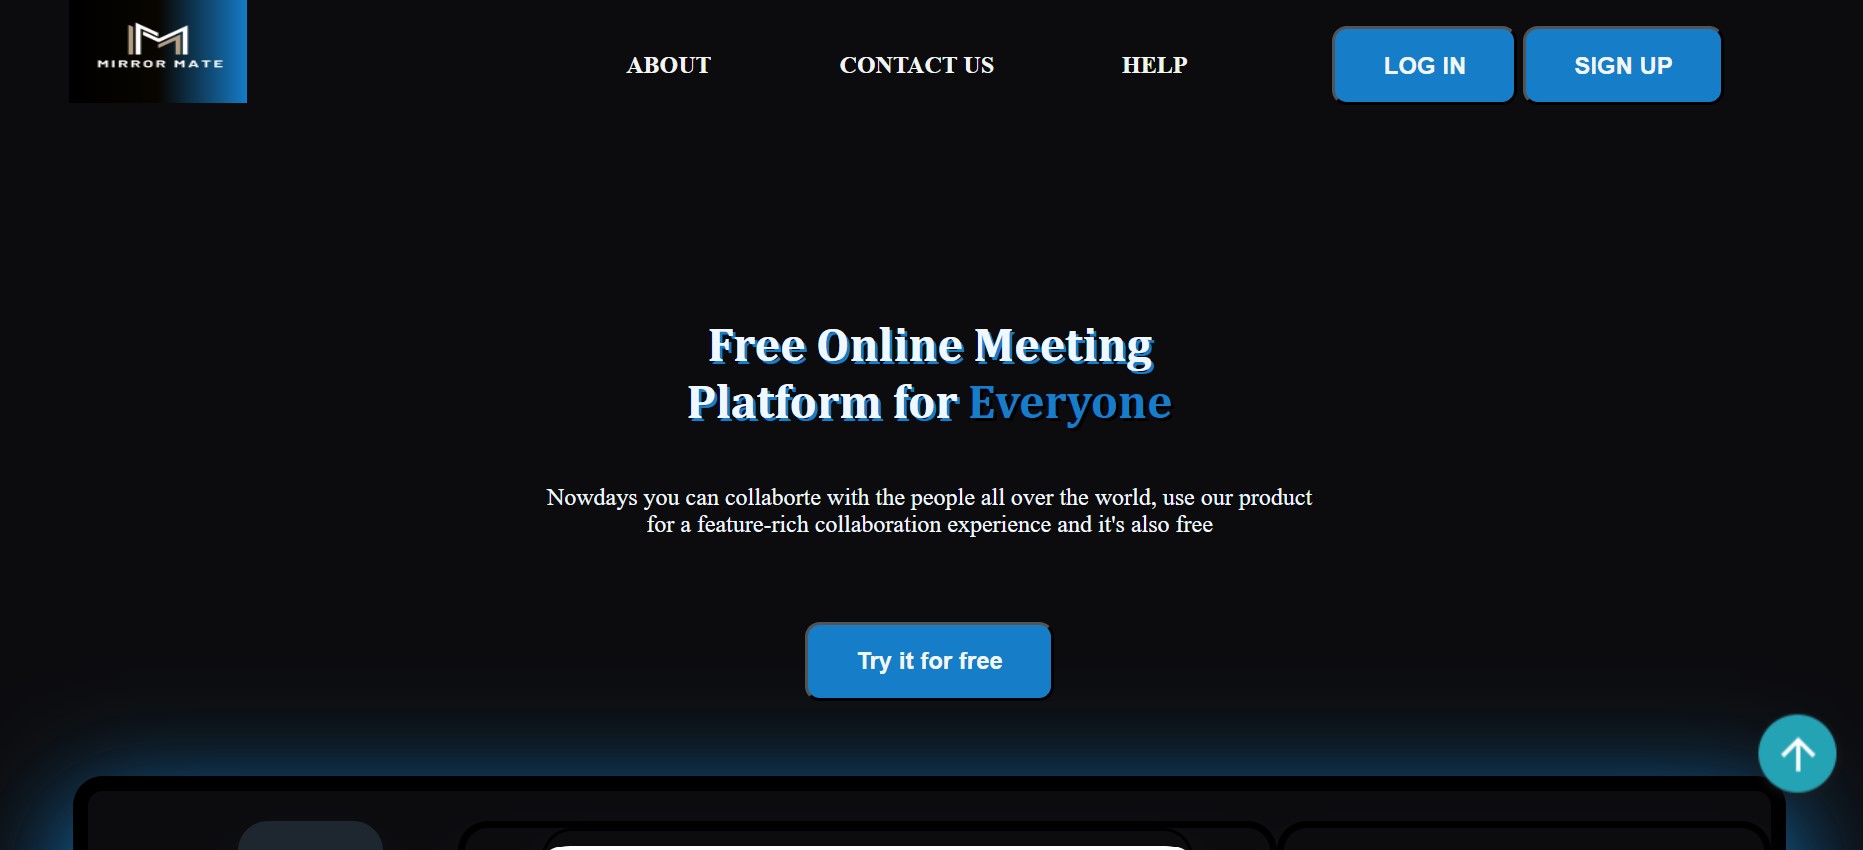 MIRROR MATE
ABOUT
CONTACT US
HELP
LOG IN
SIGN UP
Free Online Meeting
Platform for Everyone
Nowdays you can collaborte with the people all over the world, use our product
for a feature-rich collaboration experience and it's also free
Try it for free